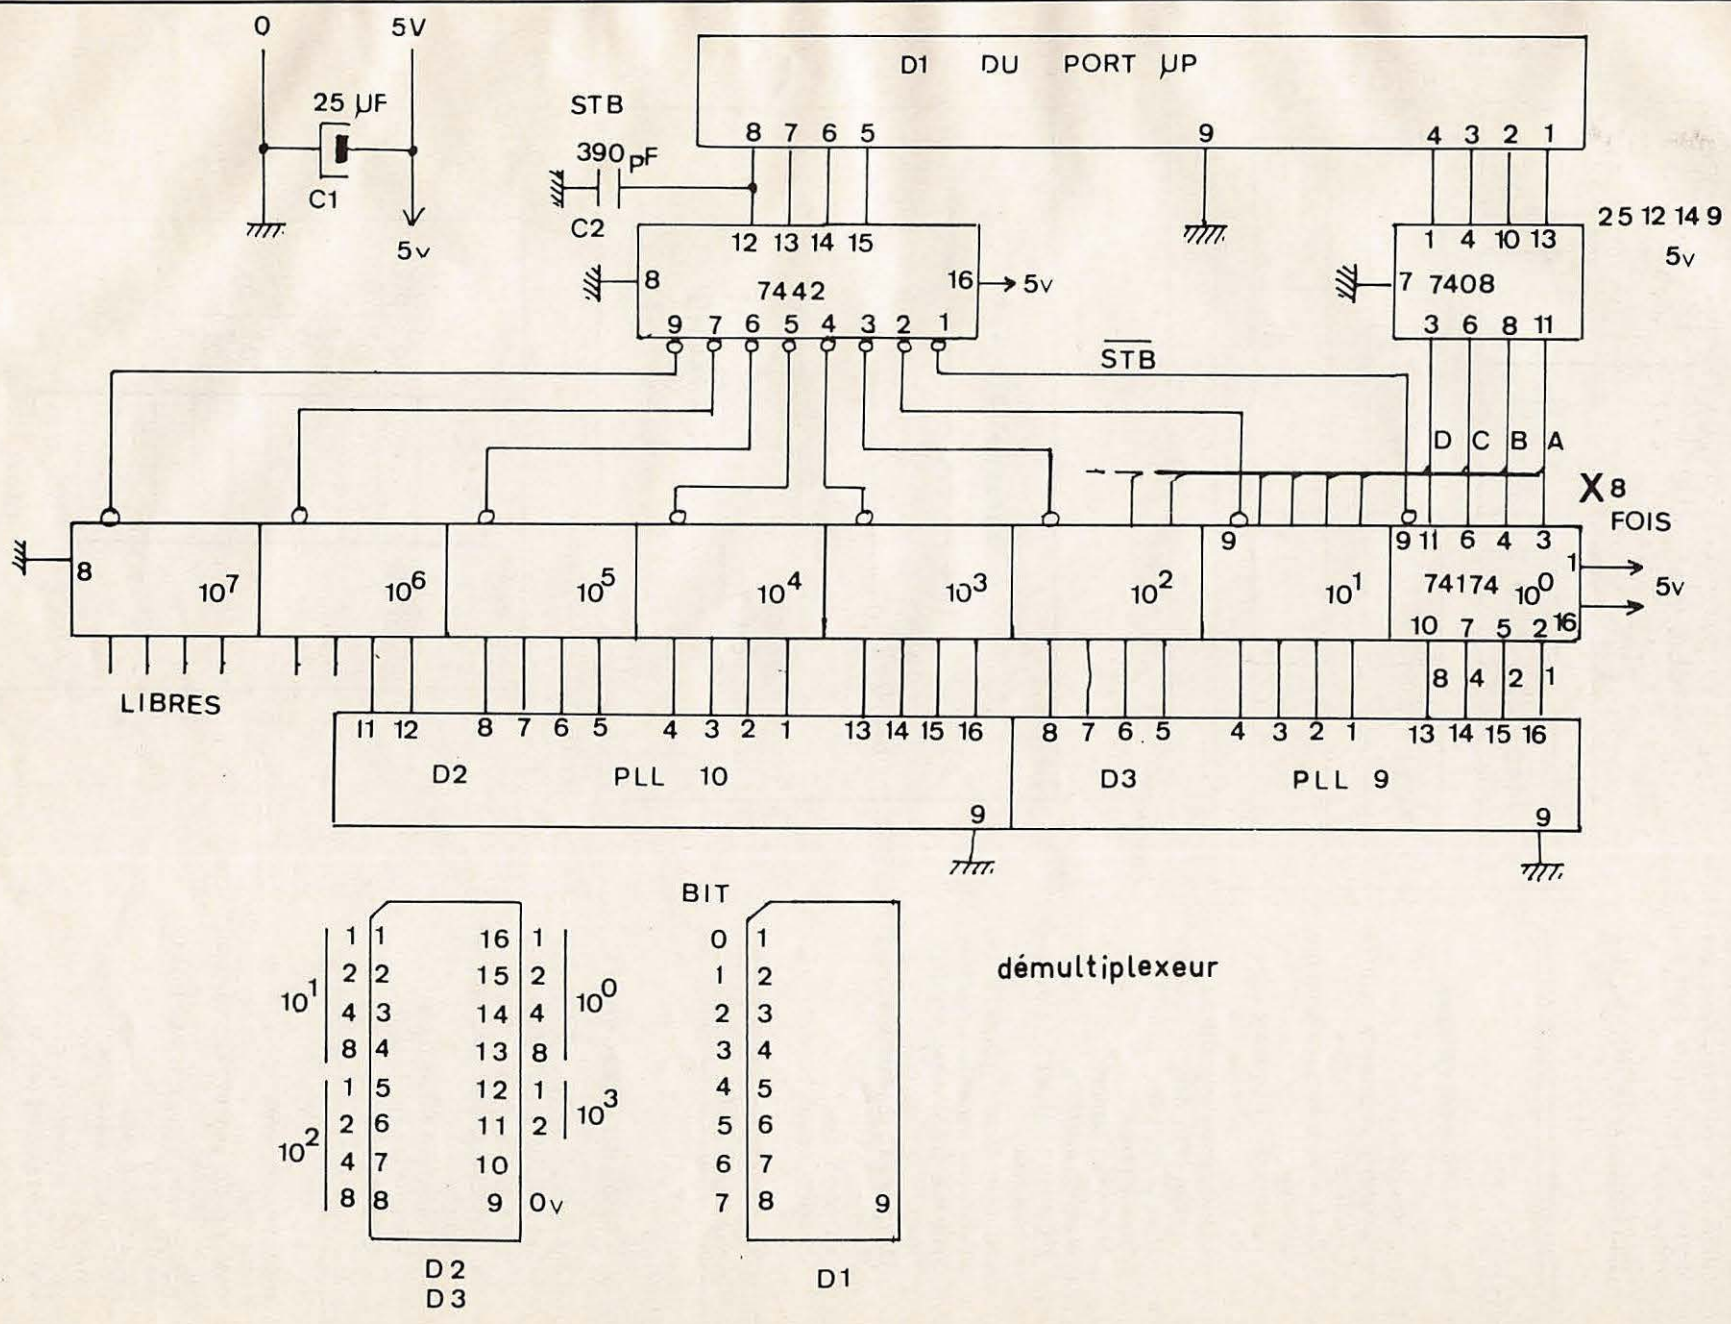 0 5V
25 µF
C1
5v
D1 DU PORT µP
8 7 6 5 9 4 3 2 1
STB
390 pF
C2
12 13 14 15
8 7442 16 5v
9 7 6 5 4 3 2 1
25 12 14 9
5v
1 4 10 13
7 7408
3 6 8 11
STB
D C B A
X 8
FOIS
8 10⁷ 10⁶ 10⁵ 10⁴ 10³ 10² 9 10¹
9 11 6 4 3
1
74174 10⁰
5v
10 7 5 2 16
LIBRES
8 4 2 1
11 12 8 7 6 5 4 3 2 1 13 14 15 16
D2 PLL 10
9
8 7 6 5 4 3 2 1 13 14 15 16
D3 PLL 9
9
10¹ 10² 10⁰ 10³
1 1 16 1
2 2 15 2
4 3 14 4
8 4 13 8
1 5 12 1
2 6 11 2
4 7 10
8 8 9 0v
D2
D3
BIT
0 1
1 2
2 3
3 4
4 5
5 6
6 7
7 8 9
D1
démultiplexeur